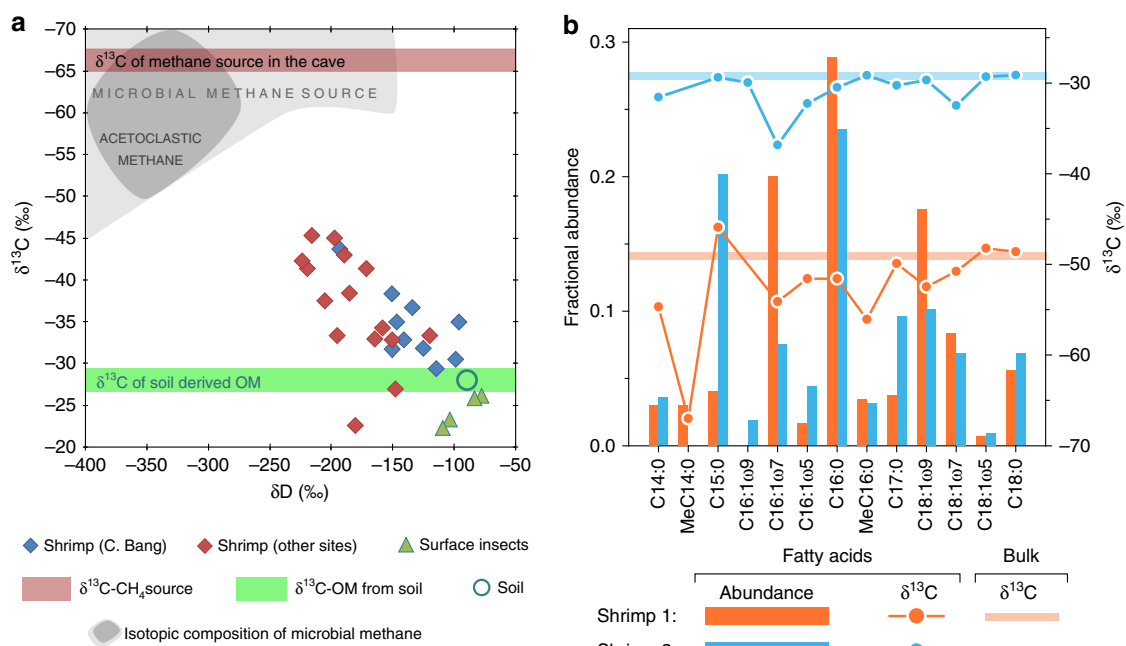 a
δ¹³C (‰)
–70
–65
–60
–55
–50
–45
–40
–35
–30
–25
–20
δ¹³C of methane source in the cave
MICROBIAL METHANE SOURCE
ACETOCLASTIC
METHANE
δ¹³C of soil derived OM
–400 –350 –300 –250 –200 –150 –100 –50
δD (‰)
Shrimp (C. Bang) Shrimp (other sites) Surface insects
δ¹³C-CH₄source δ¹³C-OM from soil Soil
Isotopic composition of microbial methane
b
Fractional abundance
0.3
0.2
0.1
0.0
–30
–40
–50
–60
–70
δ¹³C (‰)
C14:0
MeC14:0
C15:0
C16:1ω9
C16:1ω7
C16:1ω5
C16:0
MeC16:0
C17:0
C18:1ω9
C18:1ω7
C18:1ω5
C18:0
Fatty acids Bulk
Abundance δ¹³C δ¹³C
Shrimp 1: